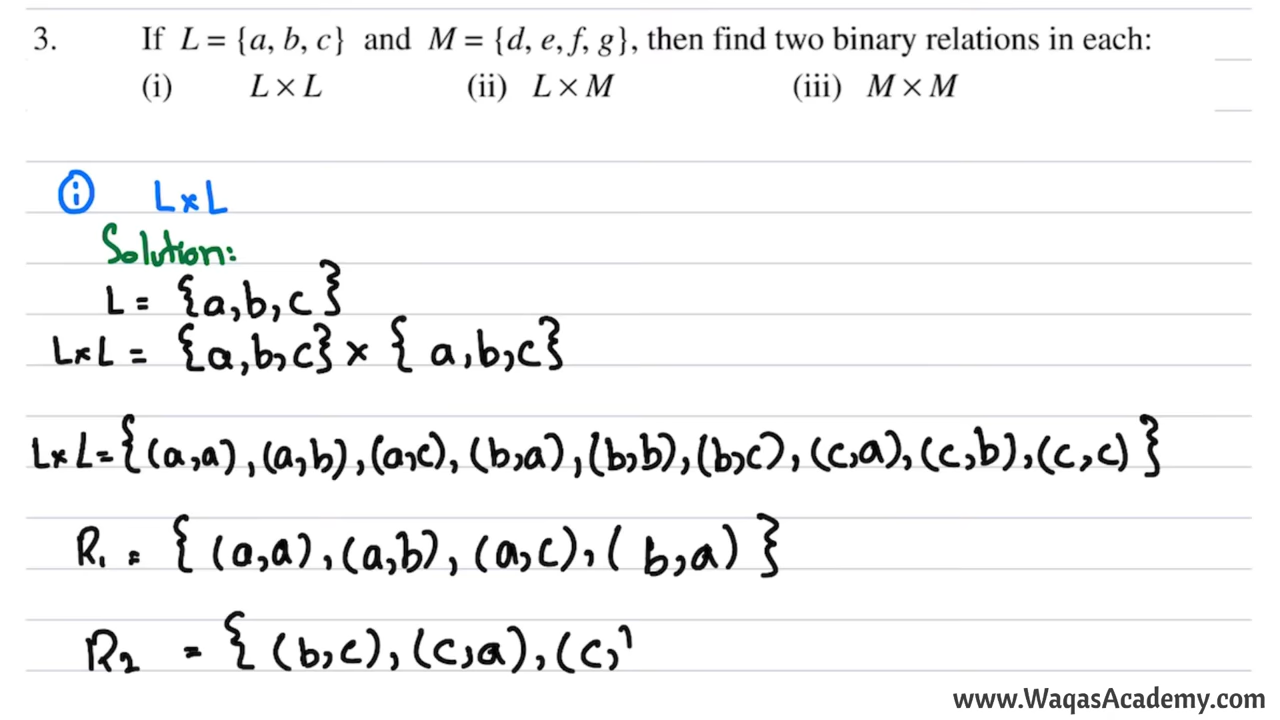 3. If L = {a, b, c} and M = {d, e, f, g}, then find two binary relations in each:
(i) L × L (ii) L × M (iii) M × M
(i) L×L
Solution:
L = {a,b,c}
L×L = {a,b,c} × {a,b,c}
L×L = {(a,a),(a,b),(a,c),(b,a),(b,b),(b,c),(c,a),(c,b),(c,c)}
R₁ = {(a,a),(a,b),(a,c),(b,a)}
R₂ = {(b,c),(c,a),(c,
www.WaqasAcademy.com